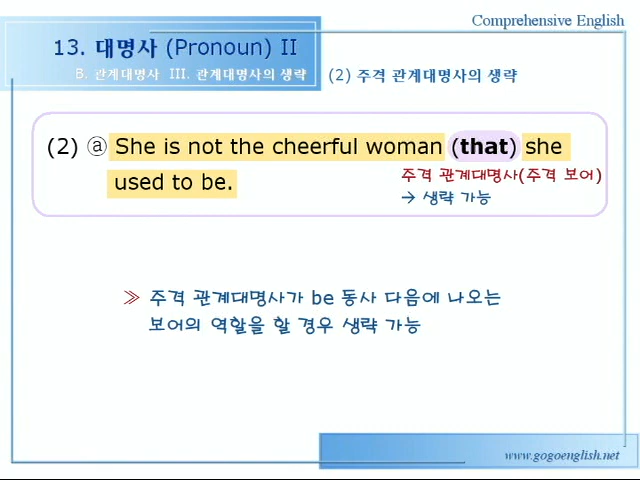 Comprehensive English
13. 대명사 (Pronoun) II
B. 관계대명사 III. 관계대명사의 생략
(2) 주격 관계대명사의 생략
(2) ⓐ She is not the cheerful woman (that) she
used to be.
주격 관계대명사(주격 보어)
→ 생략 가능
≫ 주격 관계대명사가 be 동사 다음에 나오는
보어의 역할을 할 경우 생략 가능
www.gogoenglish.net